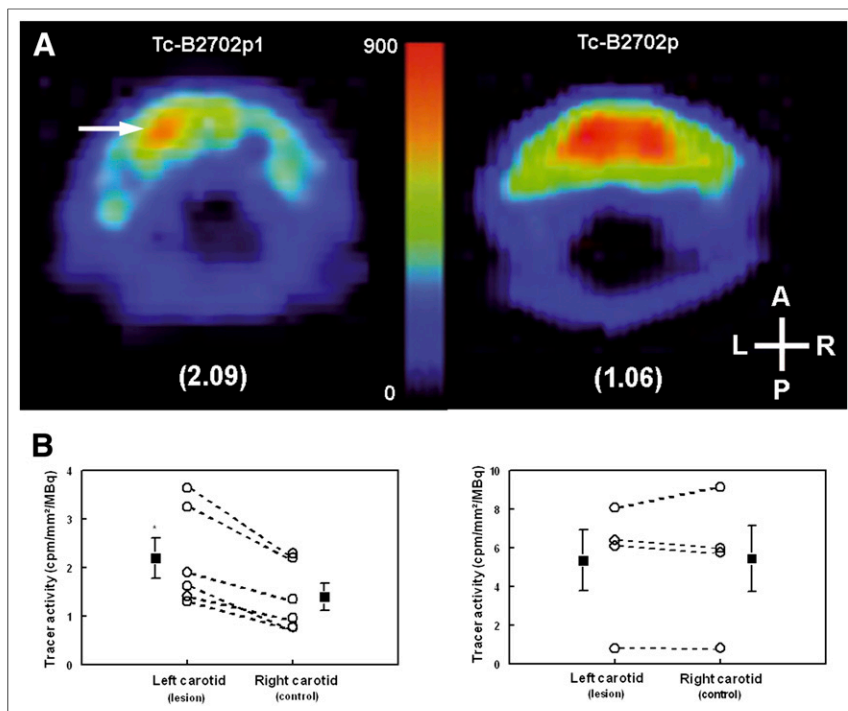 A
Tc-B2702p1
900
Tc-B2702p
A
L R
P
(2.09)
0
(1.06)
B
Tracer activity (cpm/mm²/MBq)
4
3
2
1
0
*
Left carotid
(lesion)
Right carotid
(control)
Tracer activity (cpm/mm²/MBq)
10
8
6
4
2
0
Left carotid
(lesion)
Right carotid
(control)